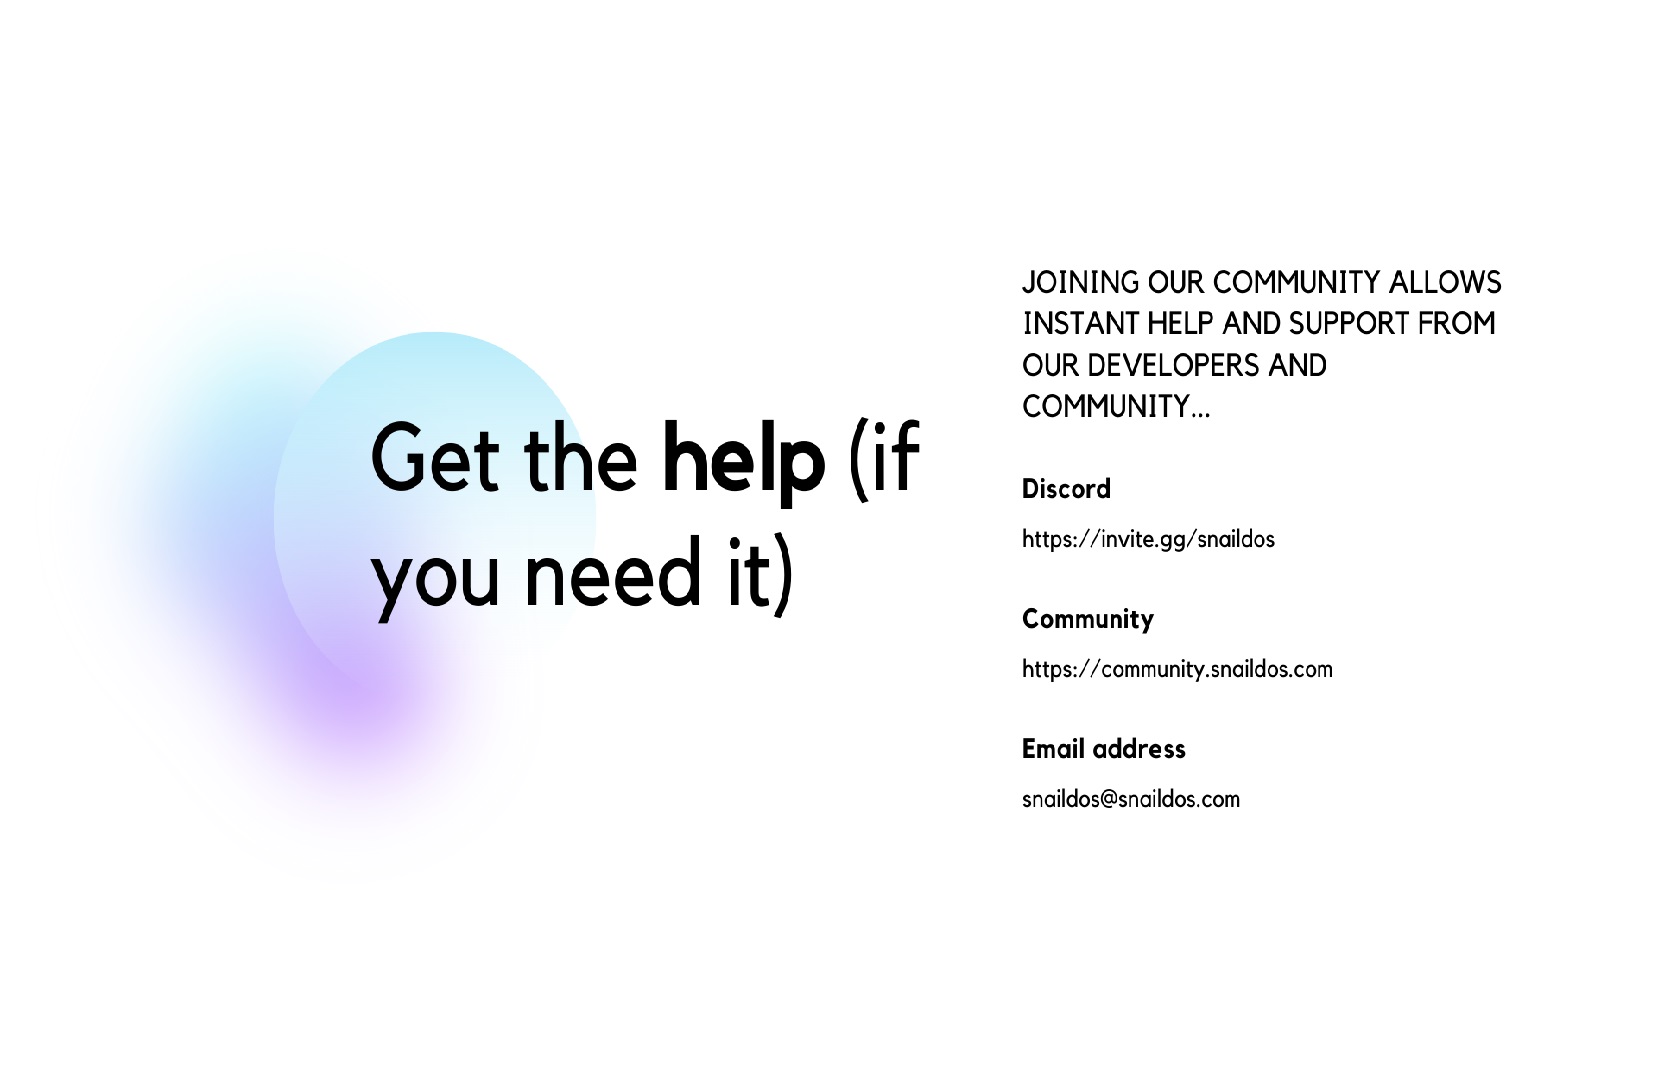 Get the help (if
you need it)
JOINING OUR COMMUNITY ALLOWS
INSTANT HELP AND SUPPORT FROM
OUR DEVELOPERS AND
COMMUNITY...
Discord
https://invite.gg/snaildos
Community
https://community.snaildos.com
Email address
snaildos@snaildos.com